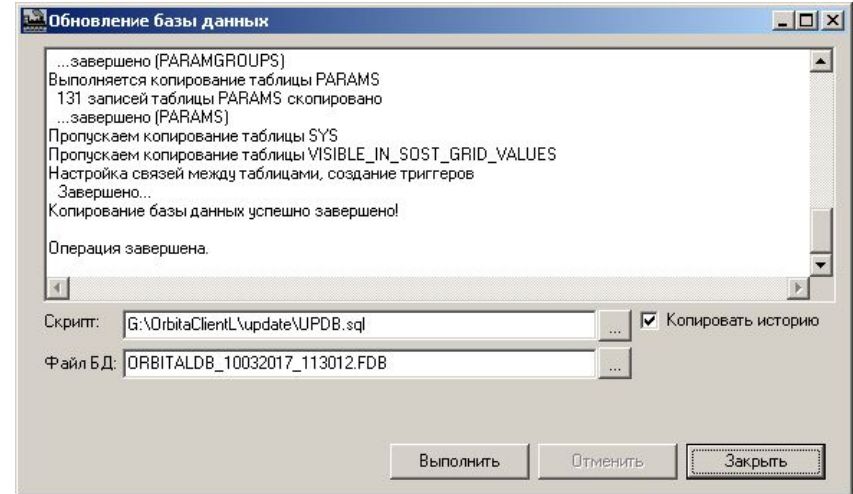 Обновление базы данных
...завершено (PARAMGROUPS)
Выполняется копирование таблицы PARAMS
131 записей таблицы PARAMS скопировано
...завершено (PARAMS)
Пропускаем копирование таблицы SYS
Пропускаем копирование таблицы VISIBLE_IN_SOST_GRID_VALUES
Настройка связей между таблицами, создание триггеров
Завершено...
Копирование базы данных успешно завершено!
Операция завершена.
Скрипт: G:\OrbitaClientL\update\UPDB.sql ... Копировать историю
Файл БД: ORBITALDB_10032017_113012.FDB ...
Выполнить Отменить Закрыть